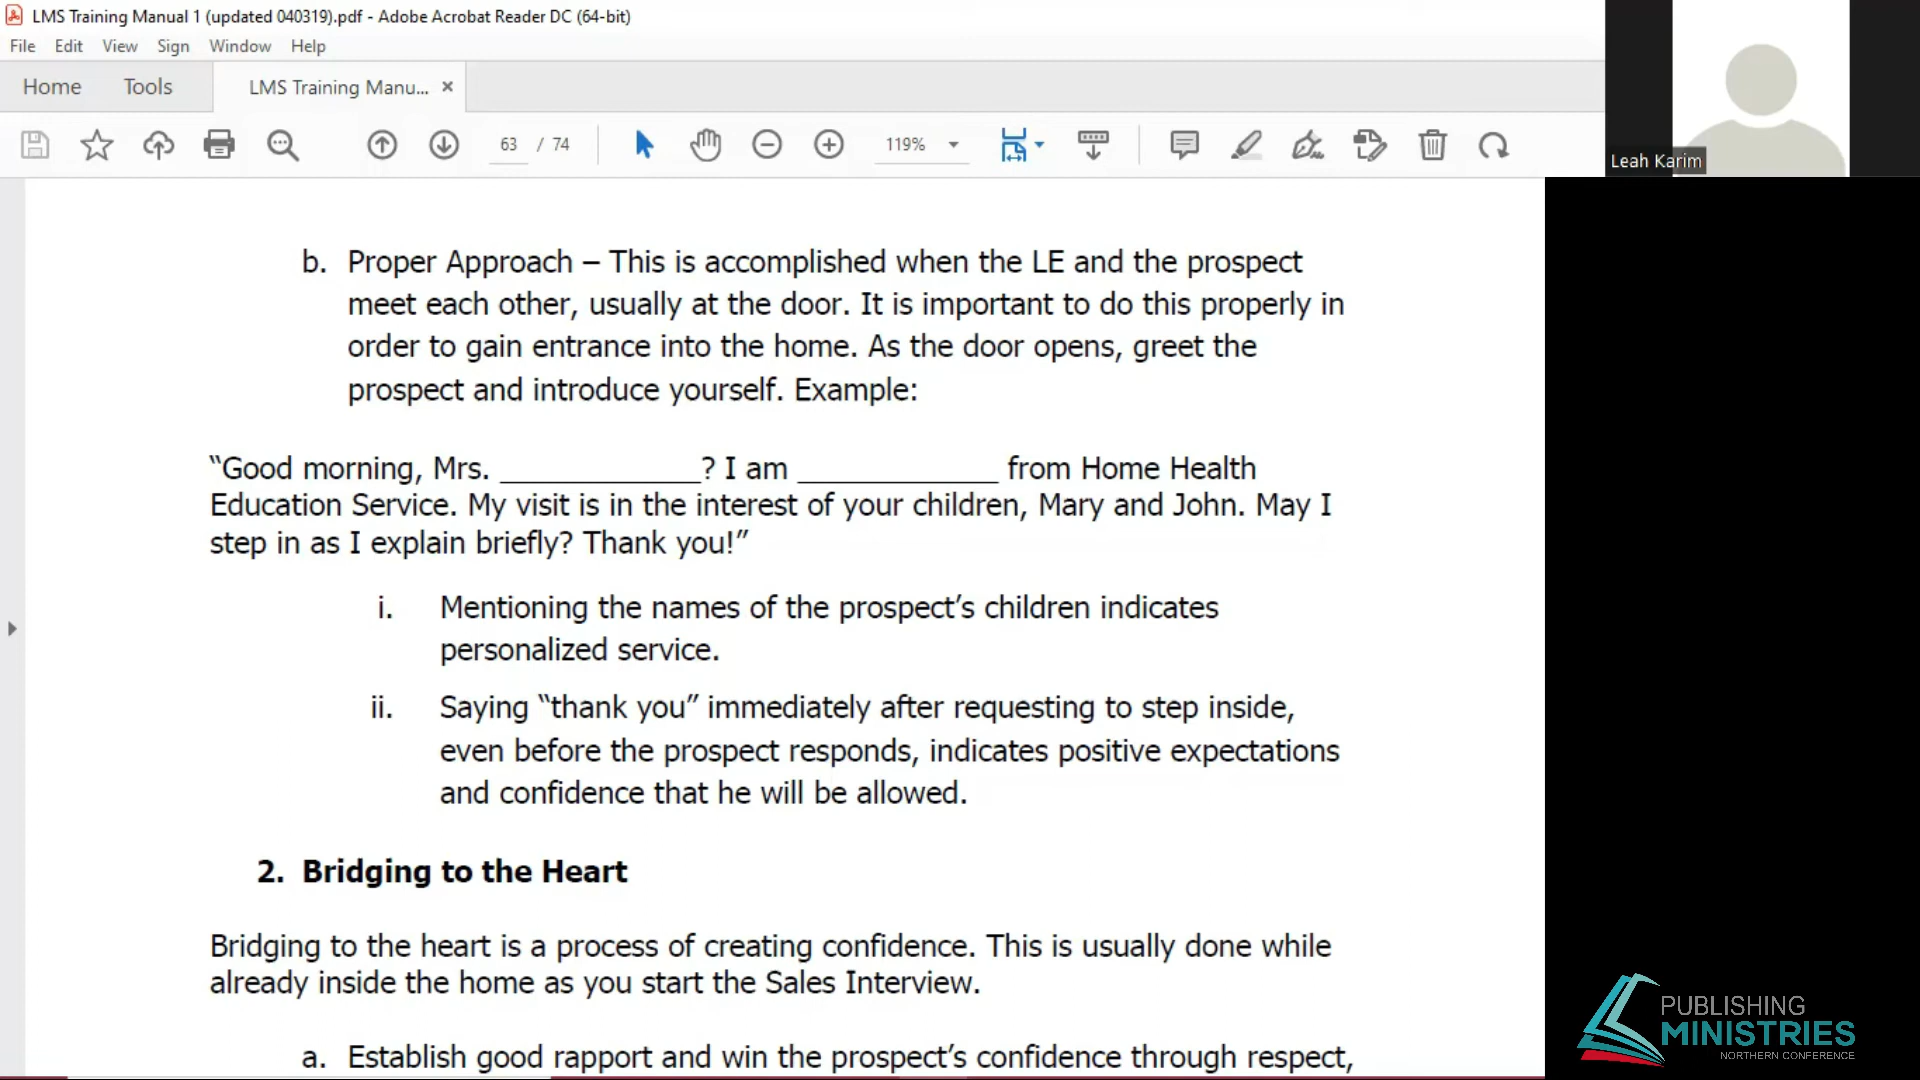 LMS Training Manual 1 (updated 040319).pdf - Adobe Acrobat Reader DC (64-bit)
File Edit View Sign Window Help
Home Tools LMS Training Manu... ×
63 / 74 119%
Leah Karim
b. Proper Approach – This is accomplished when the LE and the prospect
meet each other, usually at the door. It is important to do this properly in
order to gain entrance into the home. As the door opens, greet the
prospect and introduce yourself. Example:
“Good morning, Mrs. ____________? I am ____________ from Home Health
Education Service. My visit is in the interest of your children, Mary and John. May I
step in as I explain briefly? Thank you!”
i. Mentioning the names of the prospect’s children indicates
personalized service.
ii. Saying “thank you” immediately after requesting to step inside,
even before the prospect responds, indicates positive expectations
and confidence that he will be allowed.
2. Bridging to the Heart
Bridging to the heart is a process of creating confidence. This is usually done while
already inside the home as you start the Sales Interview.
a. Establish good rapport and win the prospect’s confidence through respect,
PUBLISHING
MINISTRIES
NORTHERN CONFERENCE